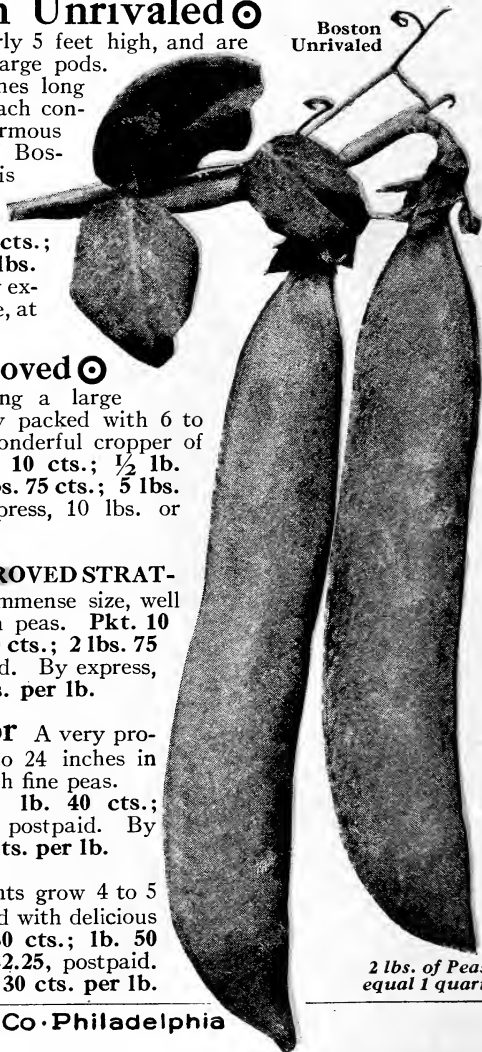 n Unrivaled
rly 5 feet high, and are
arge pods.
nes long
ach con-
rmous
Bos-
is
cts.;
lbs.
ex-
e, at
Boston
Unrivaled
oved
ng a large
y packed with 6 to
onderful cropper of
10 cts.; ½ lb.
bs. 75 cts.; 5 lbs.
press, 10 lbs. or
ROVED STRAT-
mmense size, well
n peas. Pkt. 10
cts.; 2 lbs. 75
d. By express,
s. per lb.
or A very pro-
o 24 inches in
h fine peas.
lb. 40 cts.;
postpaid. By
cts. per lb.
nts grow 4 to 5
d with delicious
30 cts.; lb. 50
2.25, postpaid.
30 cts. per lb.
2 lbs. of Peas
equal 1 quart
Co·Philadelphia